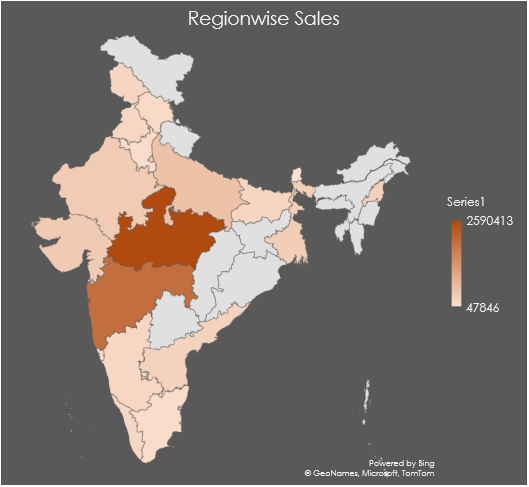 Regionwise Sales
Series1
2590413
47846
Powered by Bing
© GeoNames, Microsoft, TomTom